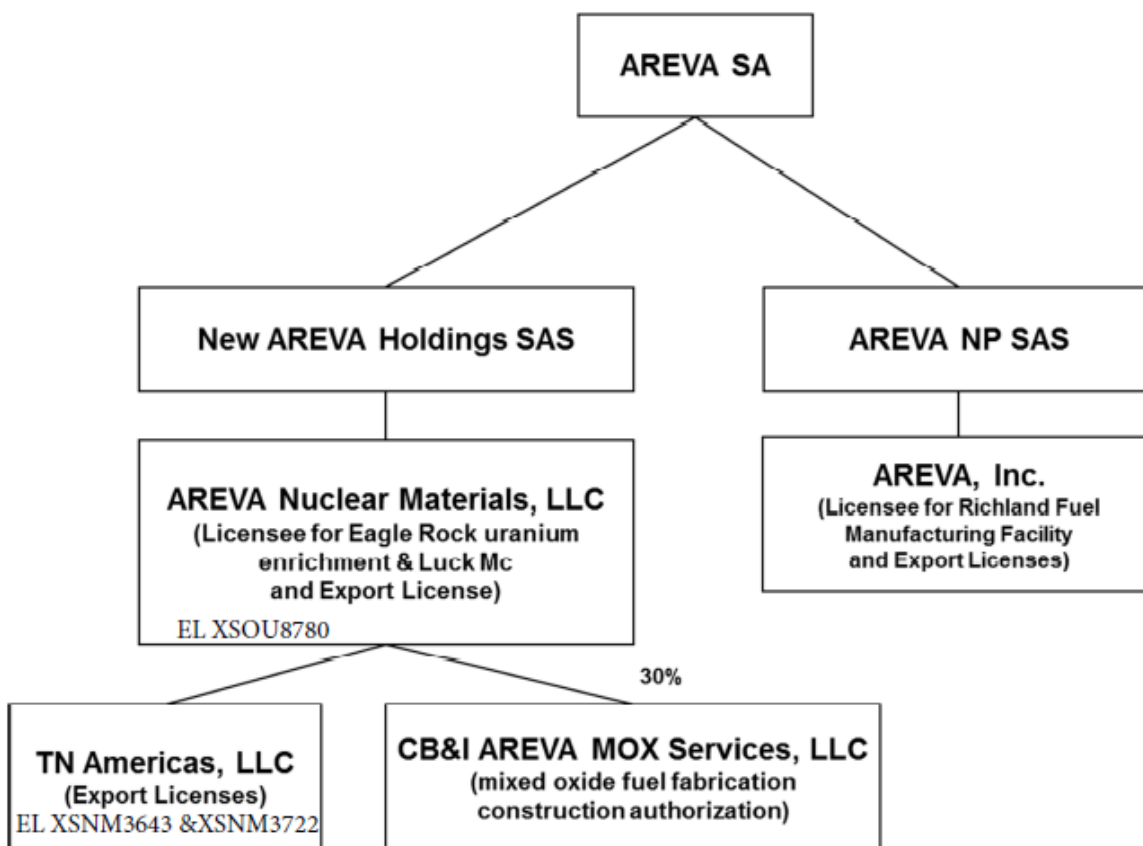 AREVA SA
New AREVA Holdings SAS
AREVA NP SAS
AREVA Nuclear Materials, LLC
(Licensee for Eagle Rock uranium
enrichment & Luck Mc
and Export License)
EL XSOU8780
AREVA, Inc.
(Licensee for Richland Fuel
Manufacturing Facility
and Export Licenses)
30%
TN Americas, LLC
(Export Licenses)
EL XSNM3643 &XSNM3722
CB&I AREVA MOX Services, LLC
(mixed oxide fuel fabrication
construction authorization)